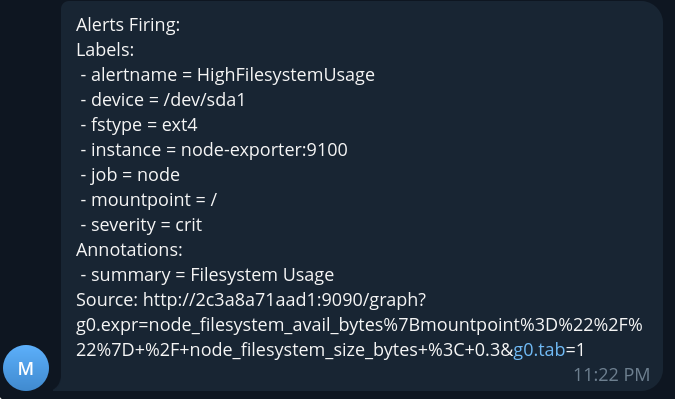 Alerts Firing:
Labels:
- alertname = HighFilesystemUsage
- device = /dev/sda1
- fstype = ext4
- instance = node-exporter:9100
- job = node
- mountpoint = /
- severity = crit
Annotations:
- summary = Filesystem Usage
Source: http://2c3a8a71aad1:9090/graph?
g0.expr=node_filesystem_avail_bytes%7Bmountpoint%3D%22%2F%
22%7D+%2F+node_filesystem_size_bytes+%3C+0.3&g0.tab=1
M
11:22 PM